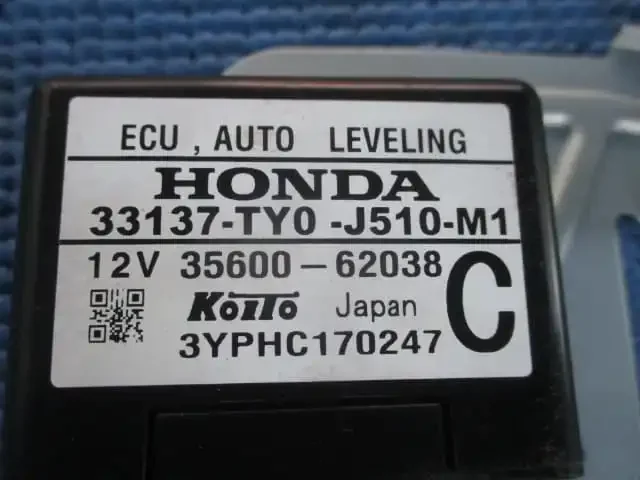 ECU , AUTO LEVELING
HONDA
33137-TY0 -J510-M1
12V 35600-62038 C
KOITO Japan
3YPHC170247